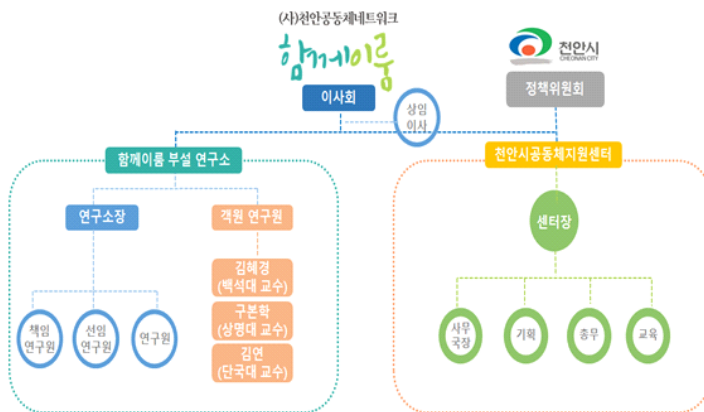 (사)천안공동체네트워크
함께이룸
천안시
CHEONAN CITY
이사회
정책위원회
상임
이사
함께이룸 부설 연구소
천안시공동체지원센터
연구소장
객원 연구원
센터장
김혜경
(백석대 교수)
구본학
(상명대 교수)
김연
(단국대 교수)
책임
연구원
선임
연구원
연구원
사무
국장
기획
총무
교육